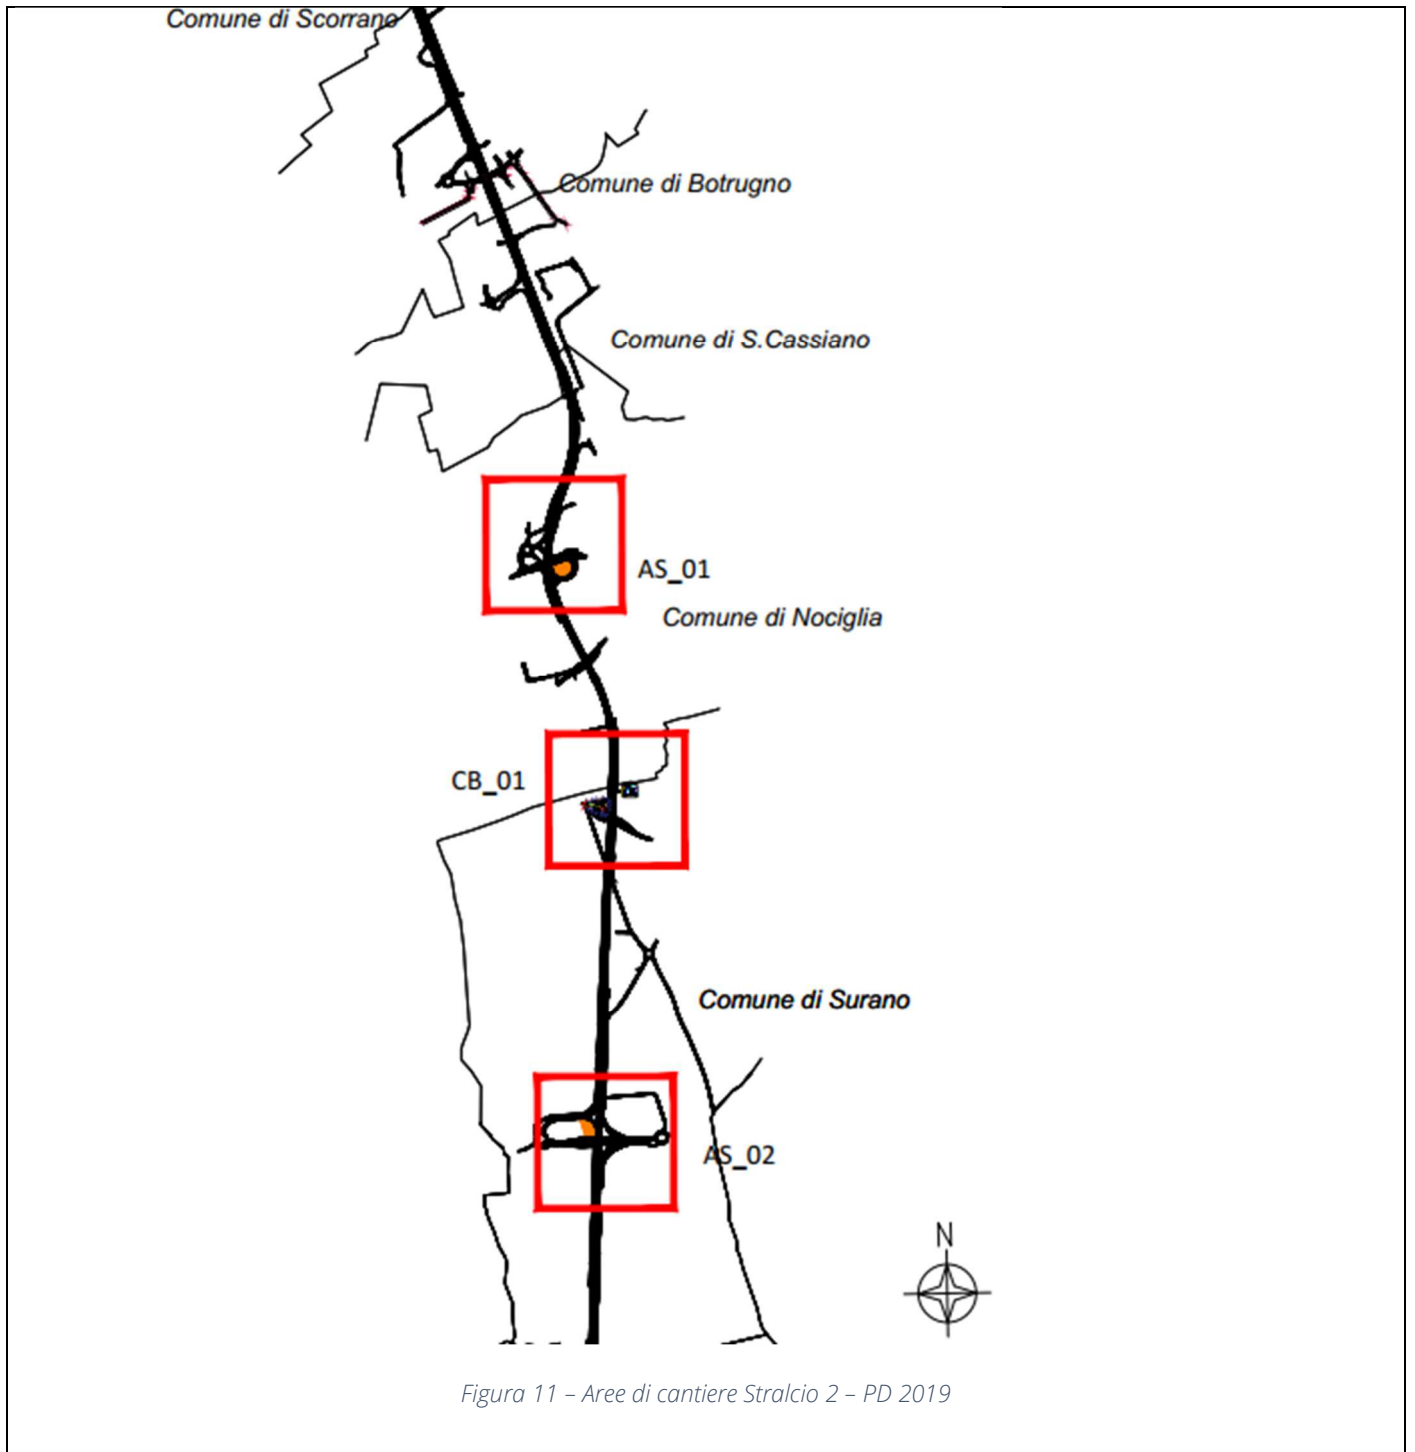 Comune di Scorrano
Comune di Botrugno
Comune di S.Cassiano
AS_01
Comune di Nociglia
CB_01
Comune di Surano
AS_02
N
Figura 11 – Aree di cantiere Stralcio 2 – PD 2019